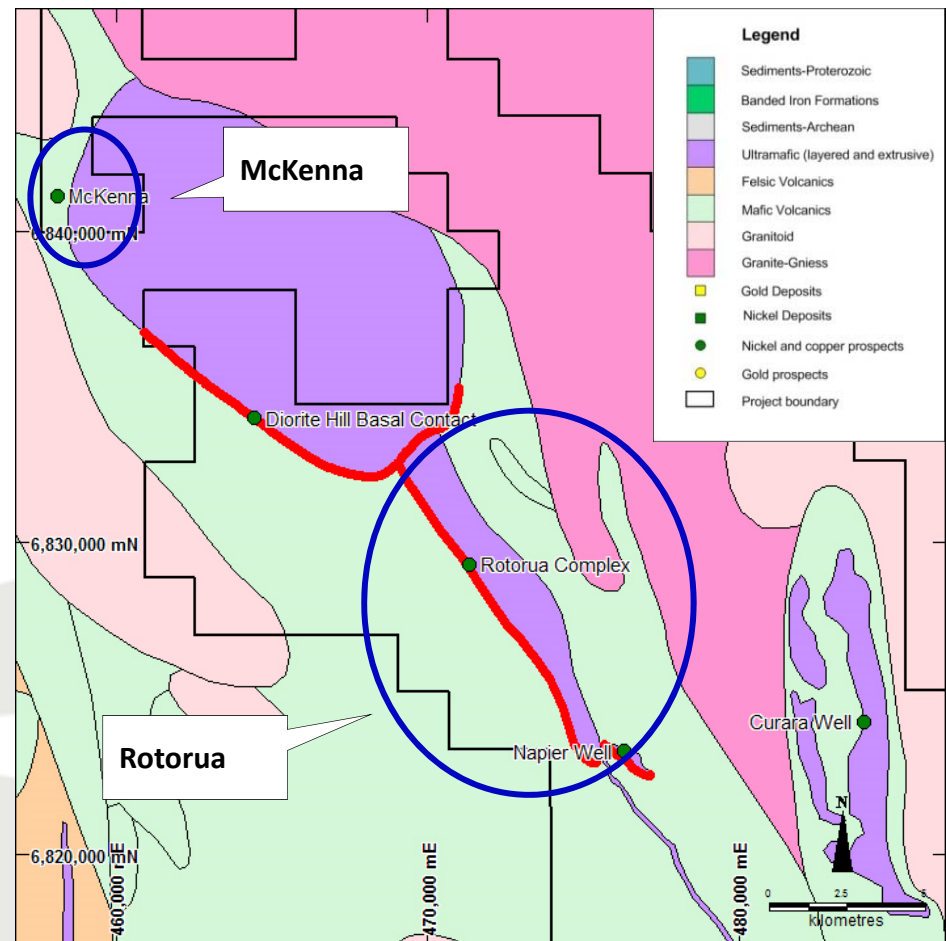 Legend
Sediments-Proterozoic
Banded Iron Formations
Sediments-Archean
Ultramafic (layered and extrusive)
Felsic Volcanics
Mafic Volcanics
Granitoid
Granite-Gniess
Gold Deposits
Nickel Deposits
Nickel and copper prospects
Gold prospects
Project boundary
McKenna
McKenna
6,840,000 mN
Diorite Hill Basal Contact
6,830,000 mN
Rotorua Complex
Rotorua
Napier Well
Curara Well
6,820,000 mN
460,000 mE
470,000 mE
480,000 mE
N
0 2.5 5
kilometres